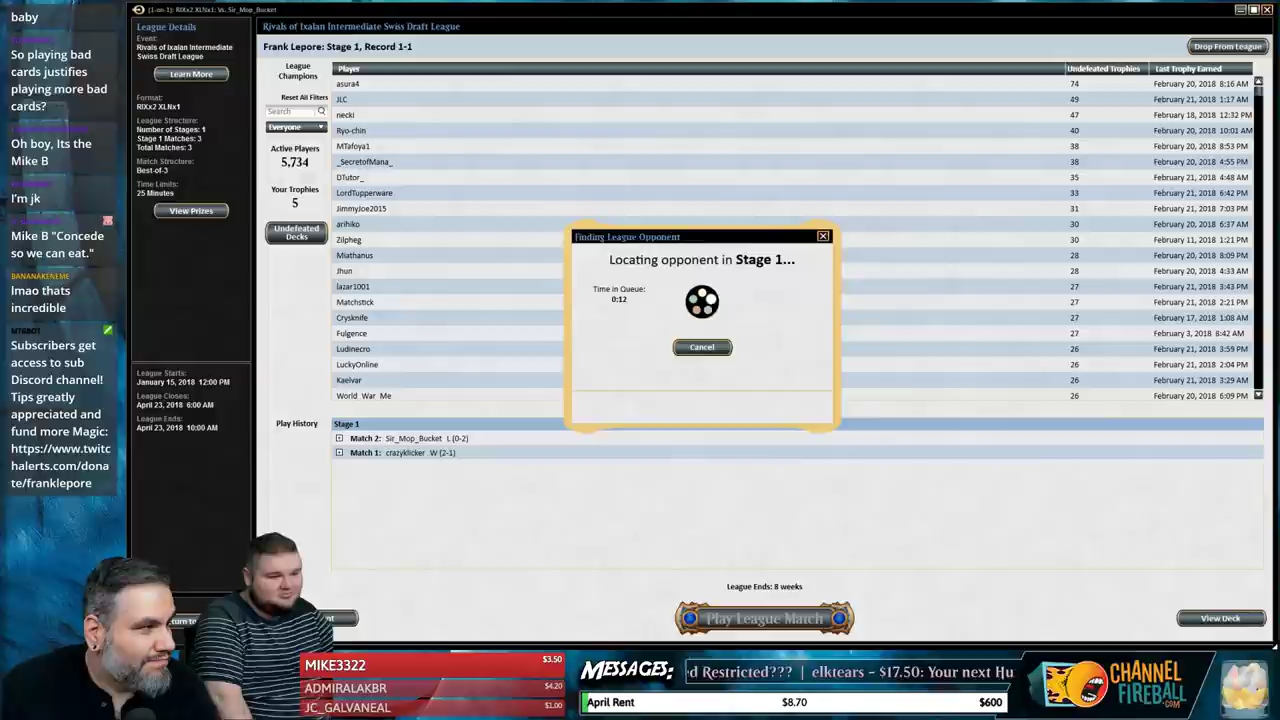 baby
So playing bad
cards justifies
playing more bad
cards?
Oh boy, Its the
Mike B
I'm jk
Mike B "Concede
so we can eat."
BANANAKENEME
lmao thats
incredible
MTGBOT
Subscribers get
access to sub
Discord channel!
Tips greatly
appreciated and
fund more Magic:
https://www.twitc
halerts.com/dona
te/franklepore
(1-on-1): RIXx2 XLNx1: Vs. Sir_Mop_Bucket
League Details
Event:
Rivals of Ixalan Intermediate
Swiss Draft League
Learn More
Format:
RIXx2 XLNx1
League Structure:
Number of Stages: 1
Stage 1 Matches: 3
Total Matches: 3
Match Structure:
Best-of-3
Time Limits:
25 Minutes
View Prizes
League Starts:
January 15, 2018 12:00 PM
League Closes:
April 23, 2018 6:00 AM
League Ends:
April 23, 2018 10:00 AM
Rivals of Ixalan Intermediate Swiss Draft League
Frank Lepore: Stage 1, Record 1-1
Drop From League
League
Champions
Reset All Filters
Search
Everyone
Active Players
5,734
Your Trophies
5
Undefeated
Decks
Player Undefeated Trophies Last Trophy Earned
asura4 74 February 20, 2018 8:16 AM
JLC 49 February 21, 2018 1:17 AM
necki 47 February 18, 2018 12:32 PM
Ryo-chin 40 February 20, 2018 10:01 AM
MTafoya1 38 February 20, 2018 8:53 PM
_SecretofMana_ 38 February 20, 2018 4:55 PM
DTutor_ 35 February 21, 2018 4:48 AM
LordTupperware 33 February 21, 2018 6:42 PM
JimmyJoe2015 31 February 21, 2018 7:03 PM
arihiko 30 February 20, 2018 6:37 AM
Zilpheg 30 February 11, 2018 1:21 PM
Miathanus 28 February 20, 2018 8:09 PM
Jhun 28 February 20, 2018 4:33 AM
lazar1001 27 February 21, 2018 3:43 PM
Matchstick 27 February 21, 2018 2:21 PM
Crysknife 27 February 17, 2018 1:08 AM
Fulgence 27 February 3, 2018 8:42 AM
Ludinecro 26 February 21, 2018 3:59 PM
LuckyOnline 26 February 21, 2018 2:04 PM
Kaelvar 26 February 21, 2018 3:29 AM
World War Me 26 February 20, 2018 6:09 PM
Finding League Opponent
Locating opponent in Stage 1...
Time in Queue:
0:12
Cancel
Play History
Stage 1
Match 2: Sir_Mop_Bucket L (0-2)
Match 1: crazyklicker W (2-1)
League Ends: 8 weeks
Play League Match
View Deck
MIKE3322 $3.50
ADMIRALAKBR $4.20
JC_GALVANEAL $1.00
MESSAGES:
d Restricted??? | elktears – $17.50: Your next Hu
April Rent $8.70 $600
CHANNEL
FIREBALL
.COM